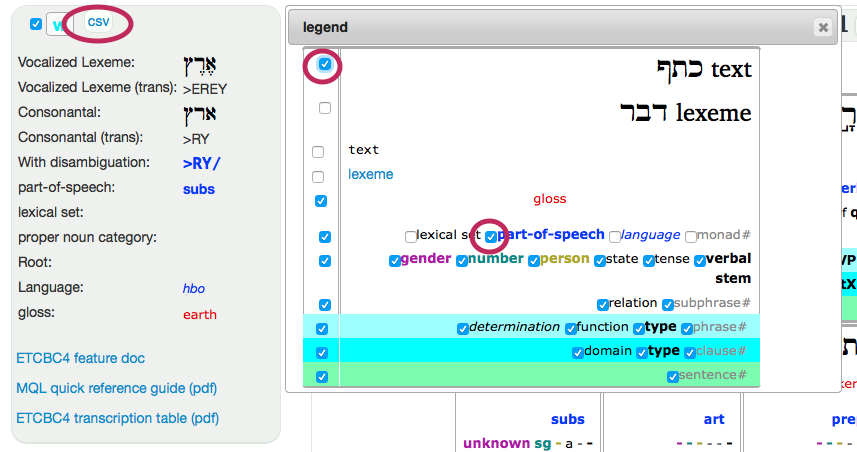 w CSV
Vocalized Lexeme: אֶרֶץ
Vocalized Lexeme (trans): >EREY
Consonantal: ארץ
Consonantal (trans): >RY
With disambiguation: >RY/
part-of-speech: subs
lexical set:
proper noun category:
Root:
Language: hbo
gloss: earth
ETCBC4 feature doc
MQL quick reference guide (pdf)
ETCBC4 transcription table (pdf)
legend
כתף text
דבר lexeme
text
lexeme
gloss
lexical set part-of-speech language monad#
gender number person state tense verbal
stem
relation subphrase#
determination function type phrase#
domain type clause#
sentence#
subs art prep
unknown sg - a - -